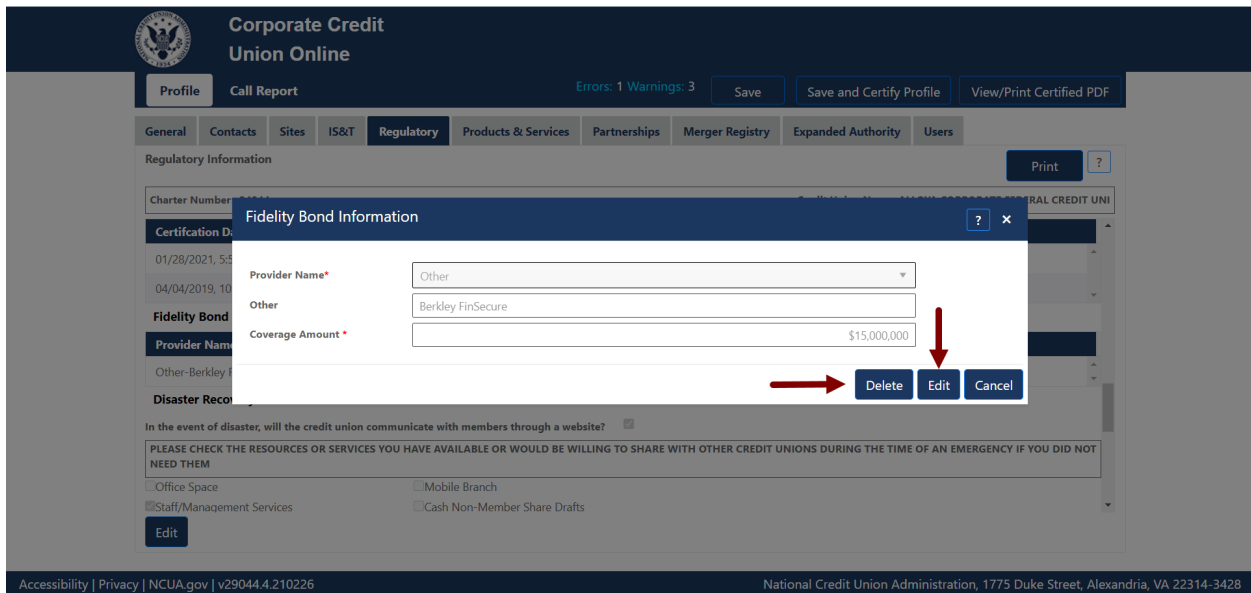 Corporate Credit
Union Online
Profile Call Report Errors: 1 Warnings: 3 Save Save and Certify Profile View/Print Certified PDF
General Contacts Sites IS&T Regulatory Products & Services Partnerships Merger Registry Expanded Authority Users
Regulatory Information Print ?
Charter Number RAL CREDIT UNI
Fidelity Bond Information ? ×
Certifcation Da
01/28/2021, 5:5
Provider Name* Other
04/04/2019, 10
Other Berkley FinSecure
Fidelity Bond
Coverage Amount * $15,000,000
Provider Nam
Other-Berkley F
Delete Edit Cancel
Disaster Reco
In the event of disaster, will the credit union communicate with members through a website?
PLEASE CHECK THE RESOURCES OR SERVICES YOU HAVE AVAILABLE OR WOULD BE WILLING TO SHARE WITH OTHER CREDIT UNIONS DURING THE TIME OF AN EMERGENCY IF YOU DID NOT
NEED THEM
Office Space Mobile Branch
Staff/Management Services Cash Non-Member Share Drafts
Edit
Accessibility | Privacy | NCUA.gov | v29044.4.210226 National Credit Union Administration, 1775 Duke Street, Alexandria, VA 22314-3428